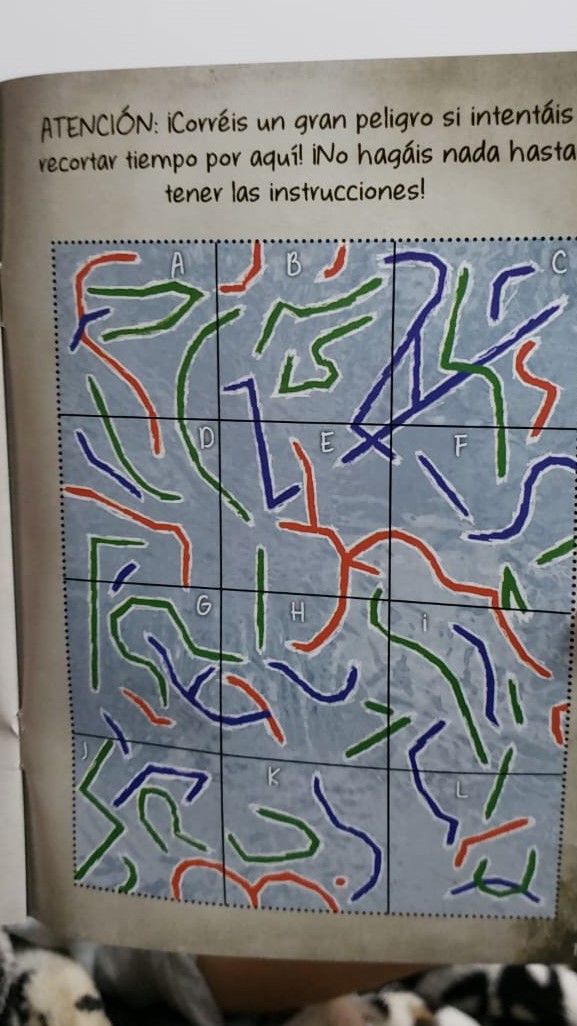 ATENCIÓN: ¡Corréis un gran peligro si intentáis
recortar tiempo por aquí! ¡No hagáis nada hasta
tener las instrucciones!
A B C
D E F
G H i
J K L